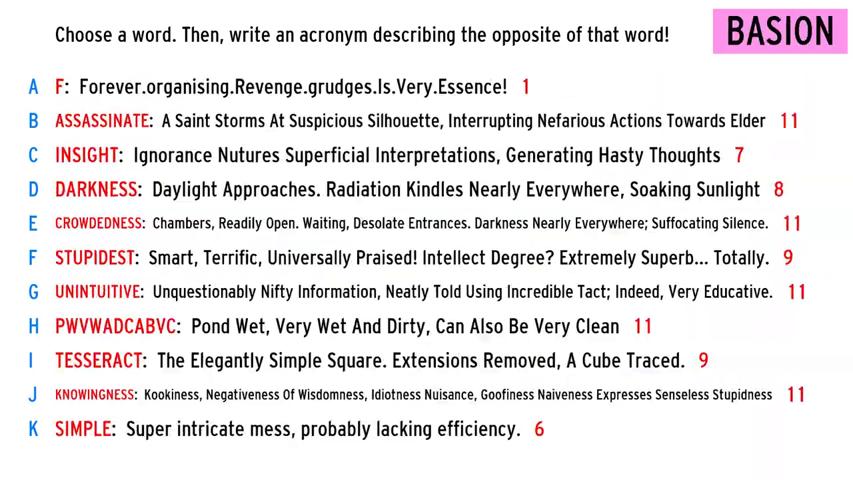 Choose a word. Then, write an acronym describing the opposite of that word!
BASION
A F: Forever.organising.Revenge.grudges.Is.Very.Essence! 1
B ASSASSINATE: A Saint Storms At Suspicious Silhouette, Interrupting Nefarious Actions Towards Elder 11
C INSIGHT: Ignorance Nutures Superficial Interpretations, Generating Hasty Thoughts 7
D DARKNESS: Daylight Approaches. Radiation Kindles Nearly Everywhere, Soaking Sunlight 8
E CROWDEDNESS: Chambers, Readily Open. Waiting, Desolate Entrances. Darkness Nearly Everywhere; Suffocating Silence. 11
F STUPIDEST: Smart, Terrific, Universally Praised! Intellect Degree? Extremely Superb... Totally. 9
G UNINTUITIVE: Unquestionably Nifty Information, Neatly Told Using Incredible Tact; Indeed, Very Educative. 11
H PWVWADCABVC: Pond Wet, Very Wet And Dirty, Can Also Be Very Clean 11
I TESSERACT: The Elegantly Simple Square. Extensions Removed, A Cube Traced. 9
J KNOWINGNESS: Kookiness, Negativeness Of Wisdomness, Idiotness Nuisance, Goofiness Naiveness Expresses Senseless Stupidness 11
K SIMPLE: Super intricate mess, probably lacking efficiency. 6